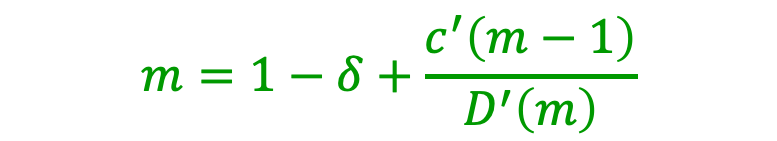 m = 1 − δ + c′(m − 1) / D′(m)